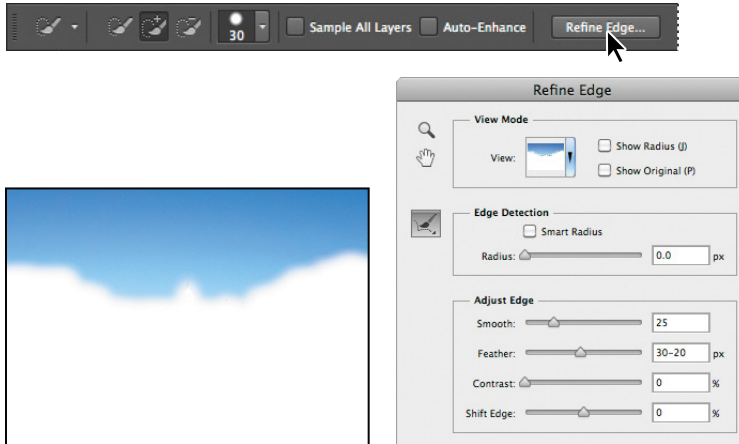 30 Sample All Layers Auto-Enhance Refine Edge...
Refine Edge
View Mode
View:
Show Radius (J)
Show Original (P)
Edge Detection
Smart Radius
Radius: 0.0 px
Adjust Edge
Smooth: 25
Feather: 30–20 px
Contrast: 0 %
Shift Edge: 0 %